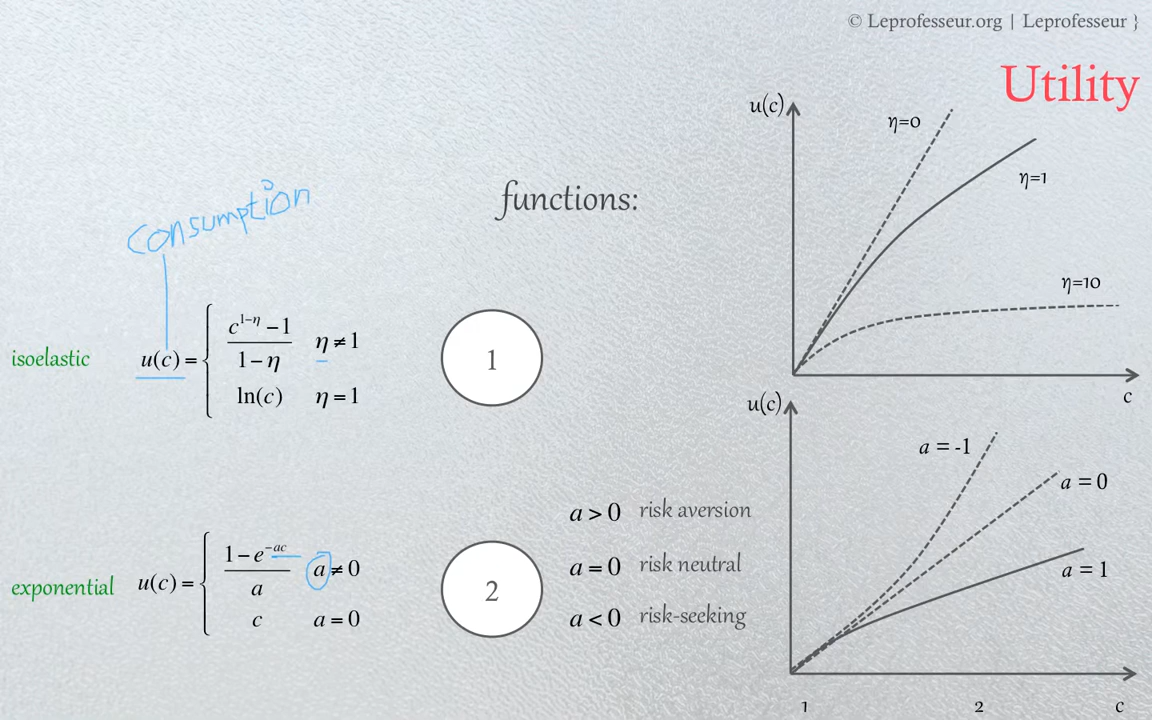 © Leprofesseur.org | Leprofesseur }
Utility
functions:
consumption
isoelastic u(c) = { (c^{1−η} − 1) / (1 − η) η ≠ 1
ln(c) η = 1
1
exponential u(c) = { (1 − e^{−ac}) / a a ≠ 0
c a = 0
2
a > 0 risk aversion
a = 0 risk neutral
a < 0 risk-seeking
u(c)
η=0
η=1
η=10
c
u(c)
a = -1
a = 0
a = 1
1 2 c